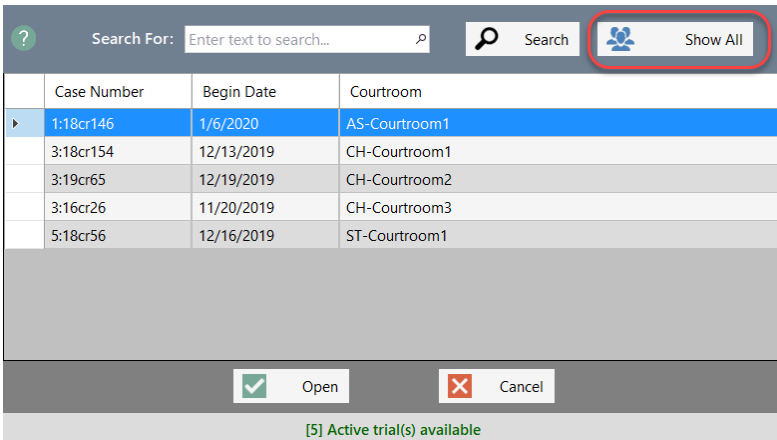 ? Search For: Enter text to search... Search Show All
Case Number Begin Date Courtroom
1:18cr146 1/6/2020 AS-Courtroom1
3:18cr154 12/13/2019 CH-Courtroom1
3:19cr65 12/19/2019 CH-Courtroom2
3:16cr26 11/20/2019 CH-Courtroom3
5:18cr56 12/16/2019 ST-Courtroom1
Open Cancel
[5] Active trial(s) available